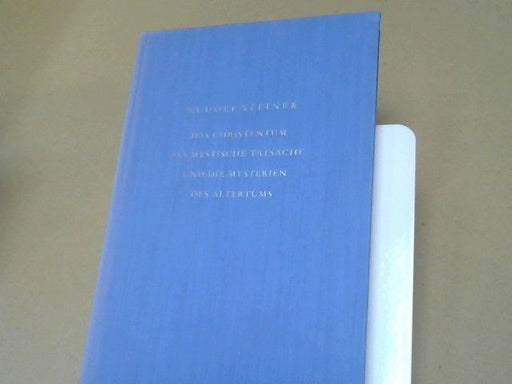 RUDOLF STEINER
DAS CHRISTENTUM
ALS MYSTISCHE TATSACHE
UND DIE MYSTERIEN
DES ALTERTUMS